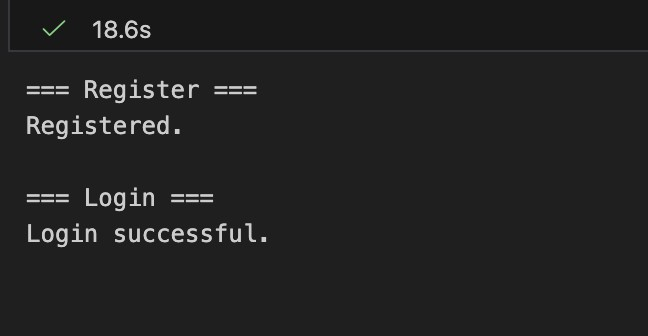 18.6s
=== Register ===
Registered.
=== Login ===
Login successful.